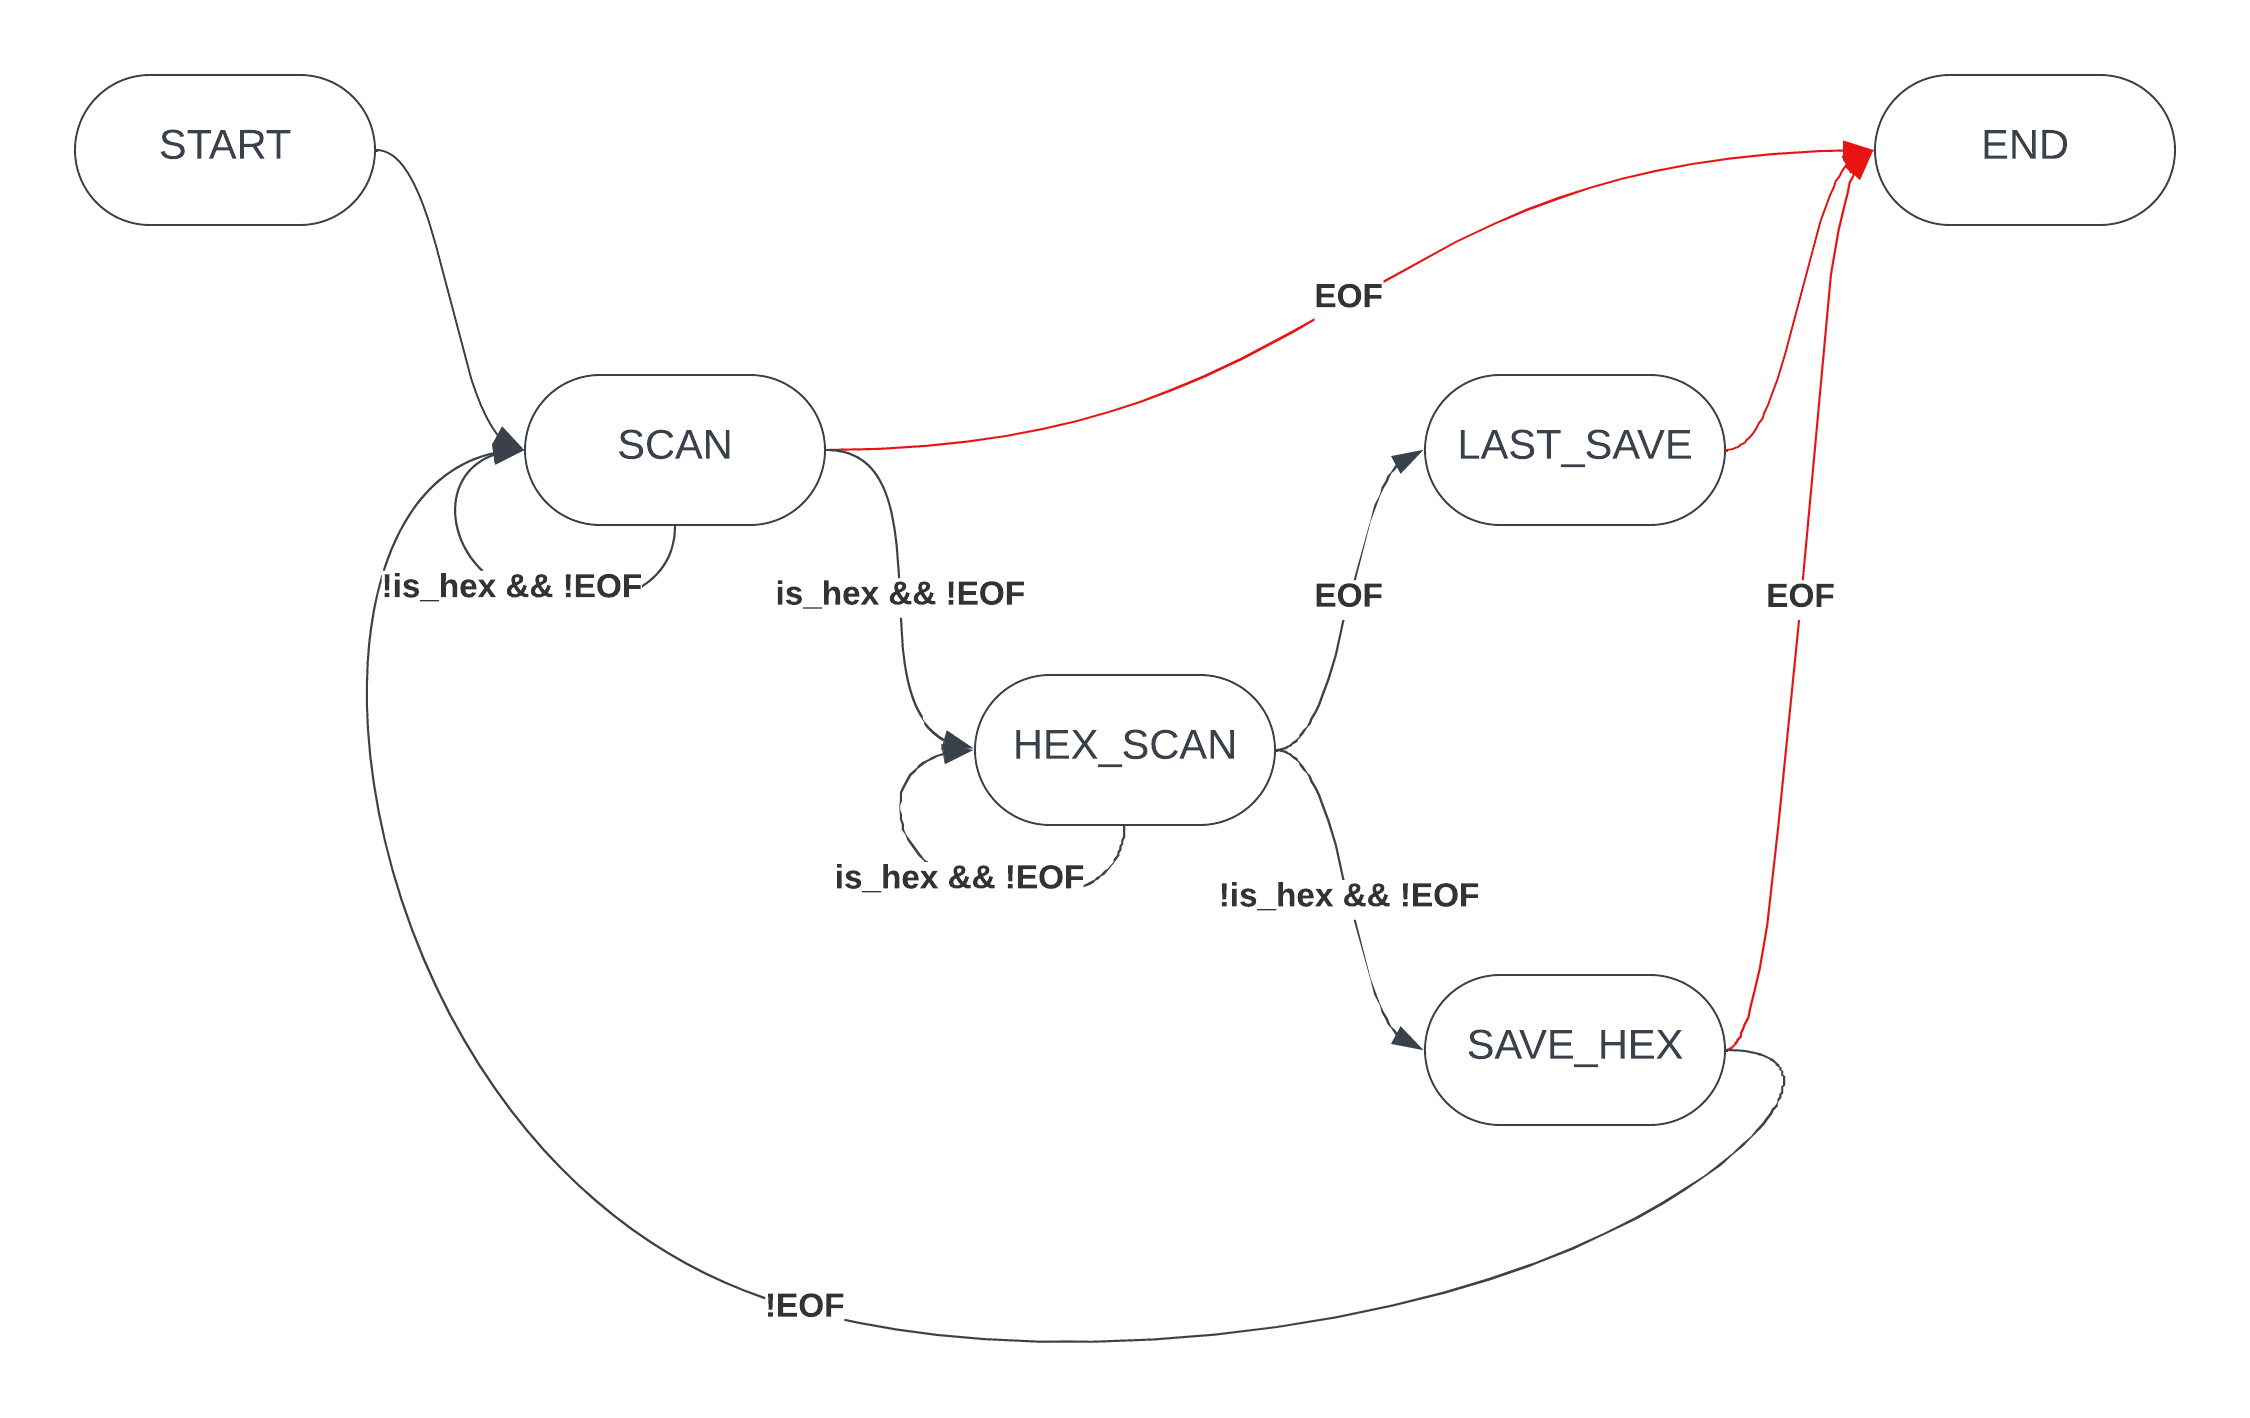 START
END
EOF
SCAN
LAST_SAVE
!is_hex && !EOF
is_hex && !EOF
EOF
EOF
HEX_SCAN
is_hex && !EOF
!is_hex && !EOF
SAVE_HEX
!EOF